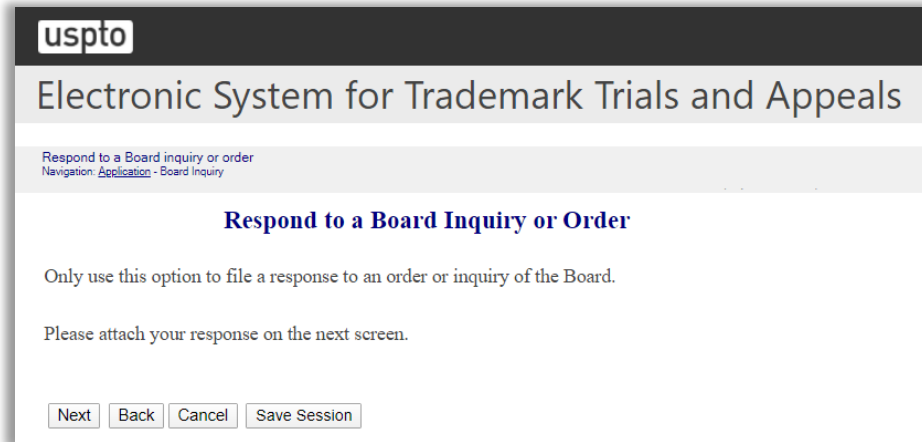 uspto
Electronic System for Trademark Trials and Appeals
Respond to a Board inquiry or order
Navigation: Application - Board Inquiry
Respond to a Board Inquiry or Order
Only use this option to file a response to an order or inquiry of the Board.
Please attach your response on the next screen.
Next Back Cancel Save Session